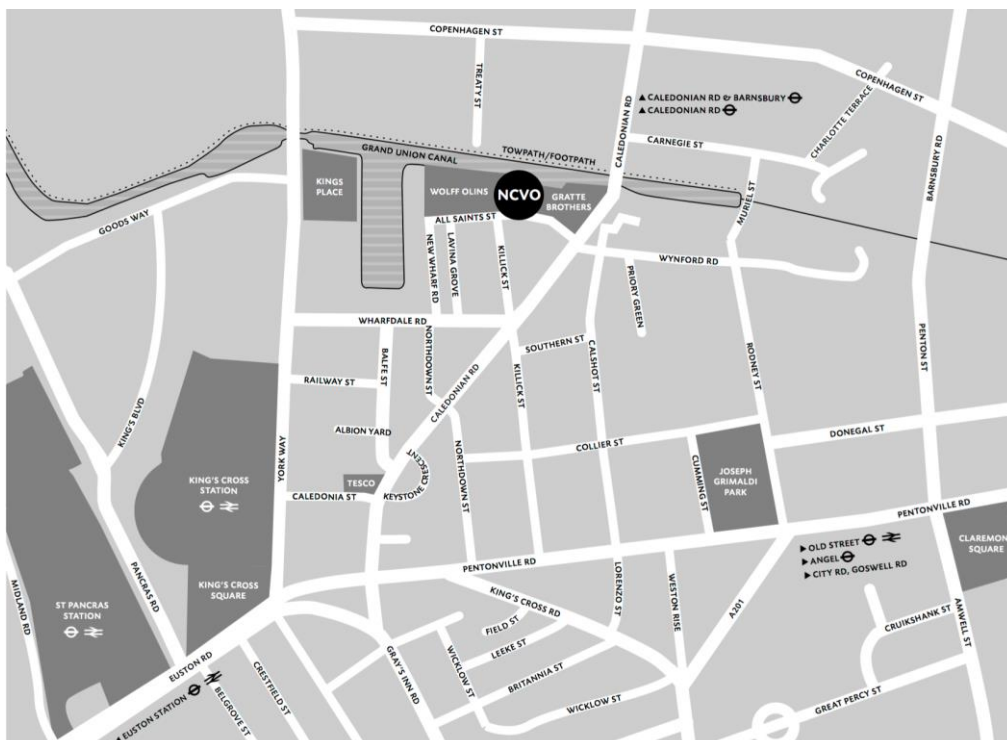 COPENHAGEN ST
TREATY ST
CALEDONIAN RD
▲ CALEDONIAN RD & BARNSBURY
▲ CALEDONIAN RD
CHARLOTTE TERRACE
COPENHAGEN ST
BARNSBURY RD
CARNEGIE ST
GRAND UNION CANAL
TOWPATH/FOOTPATH
KINGS
PLACE
WOLFF OLINS
NCVO
GRATTE
BROTHERS
MURIEL ST
GOODS WAY
ALL SAINTS ST
NEW WHARF RD
LAVINA GROVE
KILLICK ST
WYNFORD RD
PRIORY GREEN
WHARFDALE RD
NORTHDOWN ST
BALFE ST
SOUTHERN ST
CALSHOT ST
RODNEY ST
PENTON ST
CALEDONIAN RD
KILLICK ST
RAILWAY ST
KING'S BLVD
YORK WAY
ALBION YARD
COLLIER ST
DONEGAL ST
NORTHDOWN ST
KEYSTONE CRESCENT
CUMMING ST
JOSEPH
GRIMALDI
PARK
KING'S CROSS
STATION
TESCO
CALEDONIA ST
PENTONVILLE RD
PENTONVILLE RD
▶ OLD STREET
▶ ANGEL
▶ CITY RD, GOSWELL RD
CLAREMON
SQUARE
MIDLAND RD
PANCRAS RD
ST PANCRAS
STATION
KING'S CROSS
SQUARE
KING'S CROSS RD
LORENZO ST
WESTON RISE
A201
AMWELL ST
CRUIKSHANK ST
FIELD ST
LEEKE ST
WICKLOW ST
BRITANNIA ST
WICKLOW ST
GREAT PERCY ST
EUSTON RD
GRAY'S INN RD
CRESTFIELD ST
BELGROVE ST
▲ EUSTON STATION